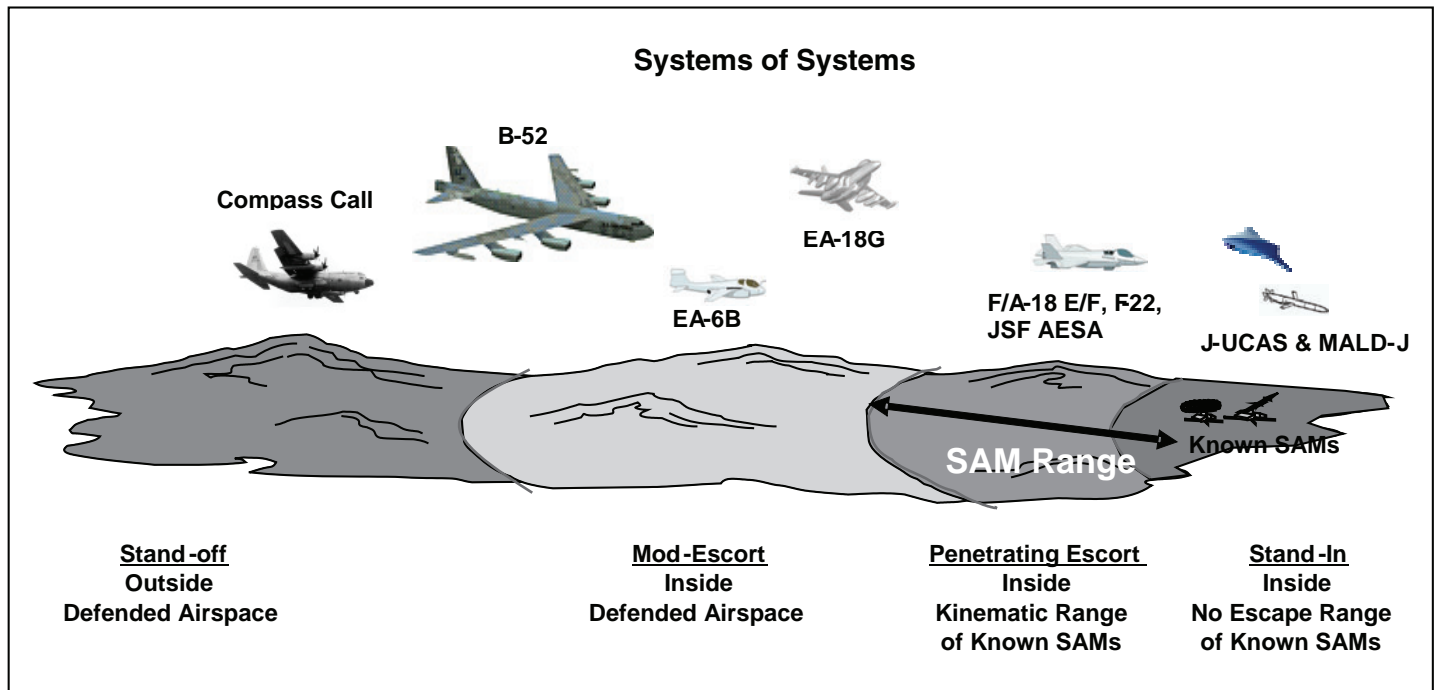 Systems of Systems
B-52
Compass Call
EA-18G
EA-6B
F/A-18 E/F, F-22,
JSF AESA
J-UCAS & MALD-J
Known SAMs
SAM Range
Stand-off
Outside
Defended Airspace
Mod-Escort
Inside
Defended Airspace
Penetrating Escort
Inside
Kinematic Range
of Known SAMs
Stand-In
Inside
No Escape Range
of Known SAMs